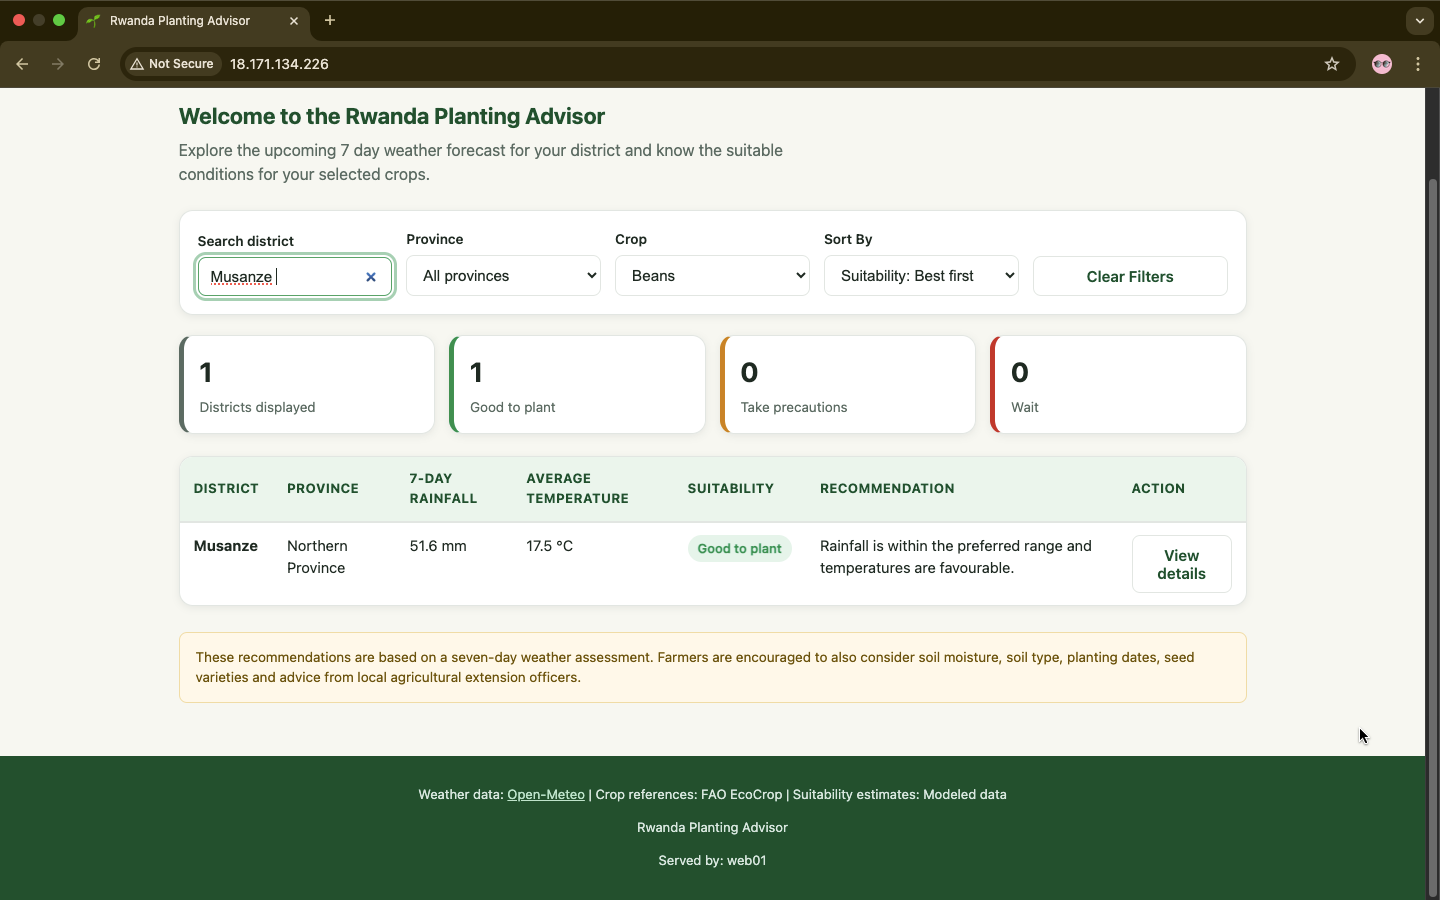 Rwanda Planting Advisor
Not Secure
18.171.134.226
Welcome to the Rwanda Planting Advisor
Explore the upcoming 7 day weather forecast for your district and know the suitable
conditions for your selected crops.
Search district
Province
Crop
Sort By
Musanze
All provinces
Beans
Suitability: Best first
Clear Filters
1
Districts displayed
1
Good to plant
0
Take precautions
0
Wait
DISTRICT
PROVINCE
7-DAY
RAINFALL
AVERAGE
TEMPERATURE
SUITABILITY
RECOMMENDATION
ACTION
Musanze
Northern
Province
51.6 mm
17.5 °C
Good to plant
Rainfall is within the preferred range and
temperatures are favourable.
View
details
These recommendations are based on a seven-day weather assessment. Farmers are encouraged to also consider soil moisture, soil type, planting dates, seed
varieties and advice from local agricultural extension officers.
Weather data: Open-Meteo | Crop references: FAO EcoCrop | Suitability estimates: Modeled data
Rwanda Planting Advisor
Served by: web01